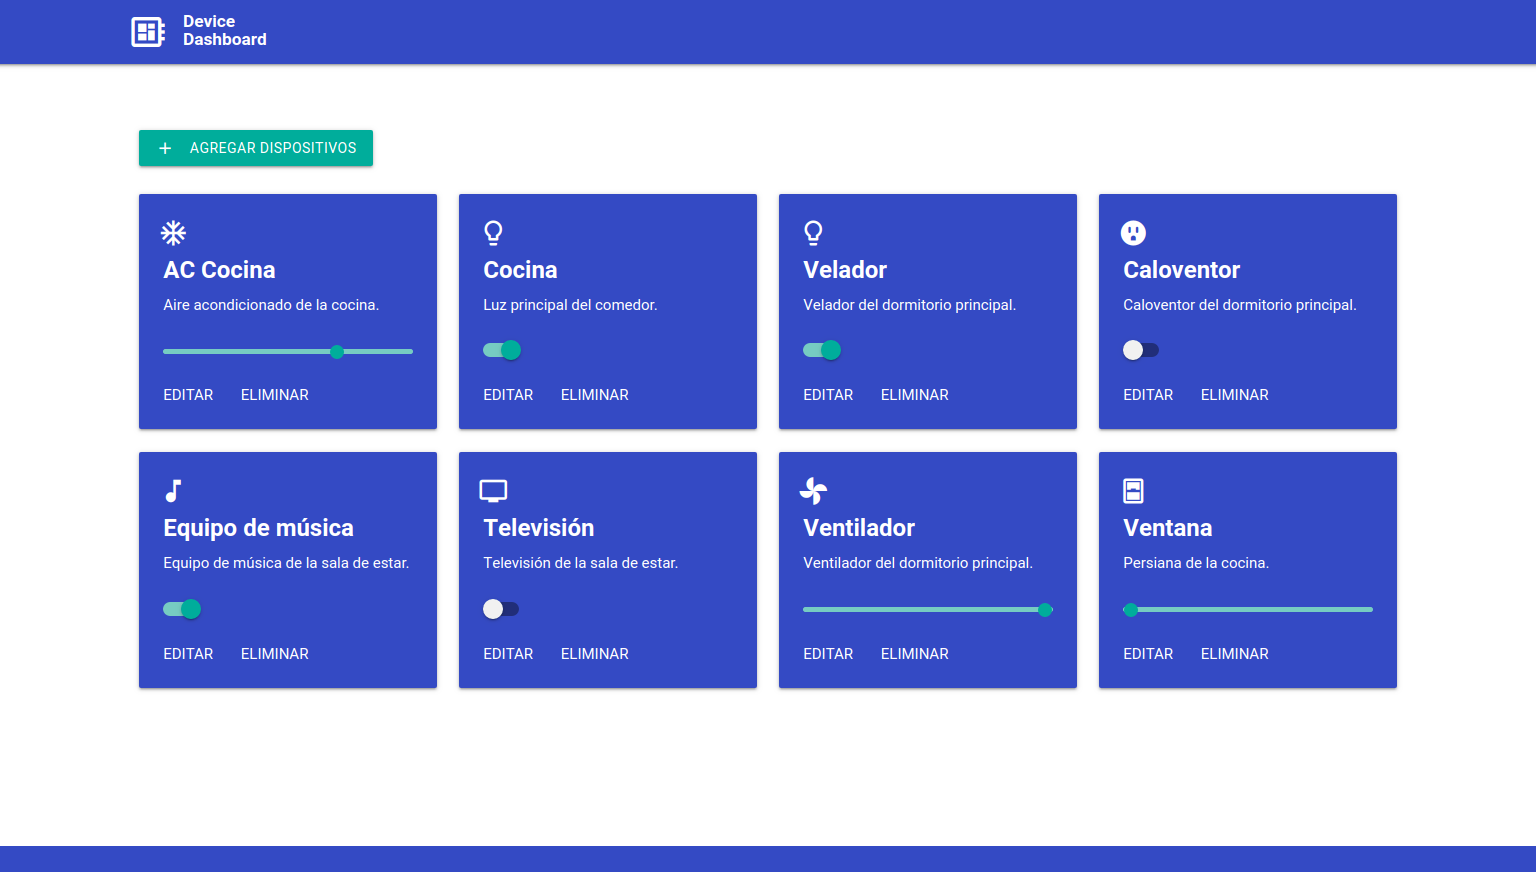 Device
Dashboard
AGREGAR DISPOSITIVOS
AC Cocina
Aire acondicionado de la cocina.
EDITAR ELIMINAR
Cocina
Luz principal del comedor.
EDITAR ELIMINAR
Velador
Velador del dormitorio principal.
EDITAR ELIMINAR
Caloventor
Caloventor del dormitorio principal.
EDITAR ELIMINAR
Equipo de música
Equipo de música de la sala de estar.
EDITAR ELIMINAR
Televisión
Televisión de la sala de estar.
EDITAR ELIMINAR
Ventilador
Ventilador del dormitorio principal.
EDITAR ELIMINAR
Ventana
Persiana de la cocina.
EDITAR ELIMINAR